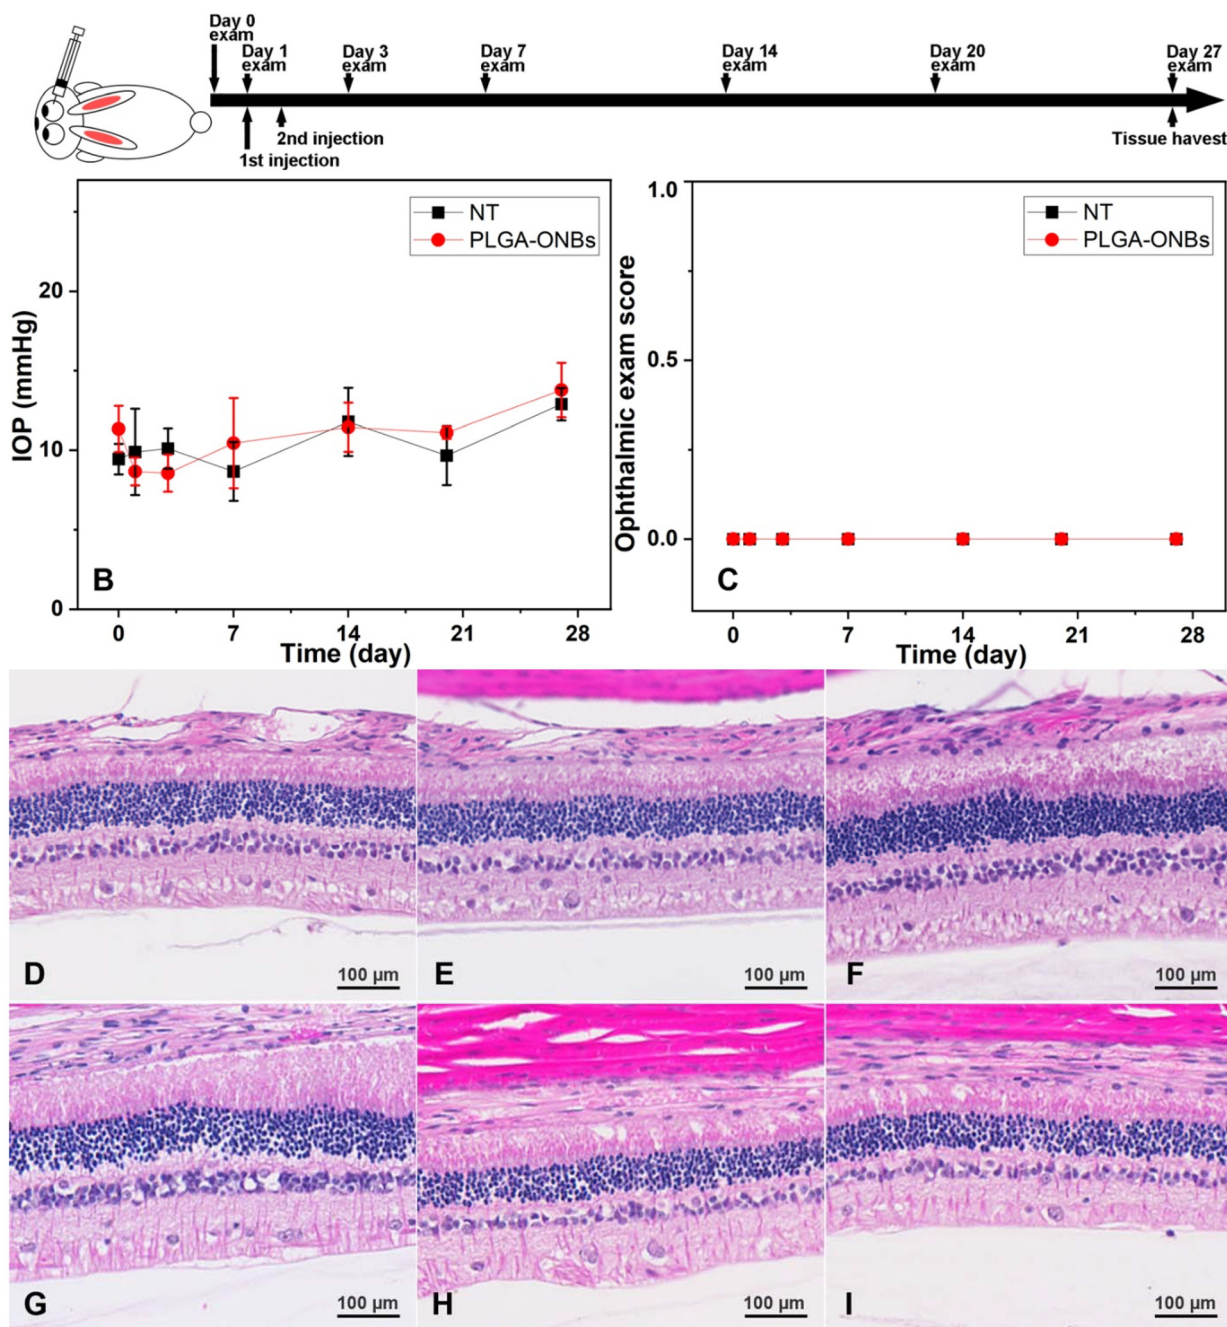 Day 0
exam
Day 1
exam
Day 3
exam
Day 7
exam
Day 14
exam
Day 20
exam
Day 27
exam
2nd injection
1st injection
Tissue havest
NT
PLGA-ONBs
IOP (mmHg)
20
10
0
B
0 7 14 21 28
Time (day)
NT
PLGA-ONBs
Ophthalmic exam score
1.0
0.5
0.0
C
0 7 14 21 28
Time (day)
D 100 µm
E 100 µm
F 100 µm
G 100 µm
H 100 µm
I 100 µm